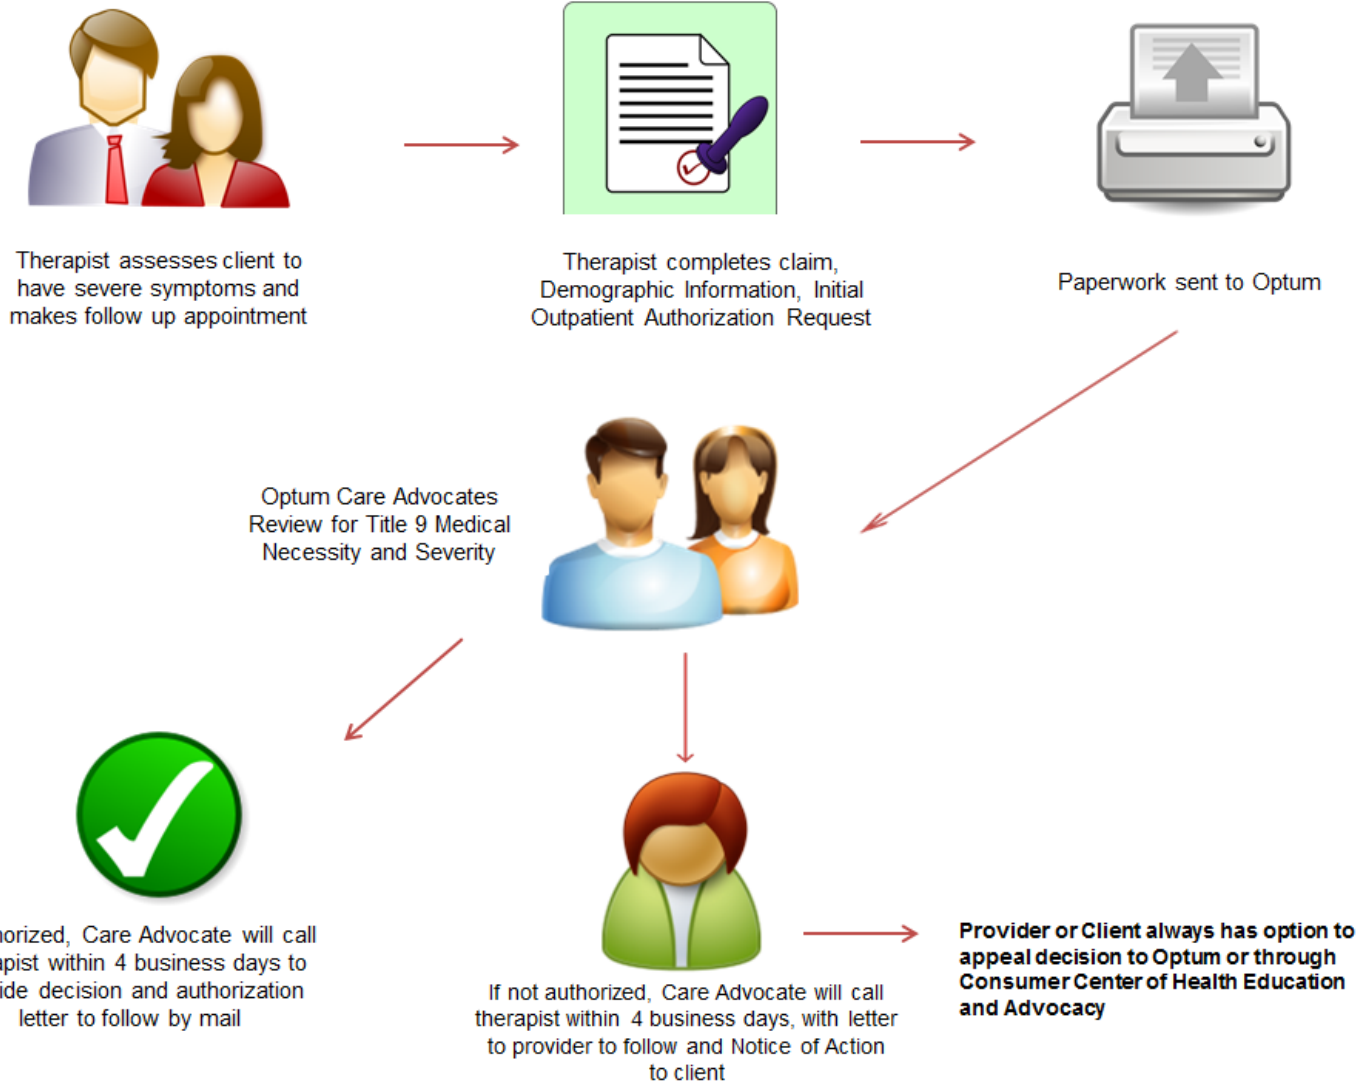 Therapist assesses client to
have severe symptoms and
makes follow up appointment
Therapist completes claim,
Demographic Information, Initial
Outpatient Authorization Request
Paperwork sent to Optum
Optum Care Advocates
Review for Title 9 Medical
Necessity and Severity
Care Advocate will call
within 4 business days to
decision and authorization
letter to follow by mail
If not authorized, Care Advocate will call
therapist within 4 business days, with letter
to provider to follow and Notice of Action
to client
Provider or Client always has option to
appeal decision to Optum or through
Consumer Center of Health Education
and Advocacy